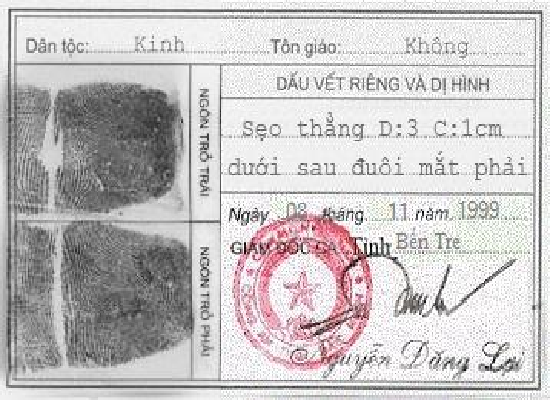 Dân tộc: Kinh Tôn giáo: Không
DẤU VẾT RIÊNG VÀ DỊ HÌNH
NGÓN TRỎ TRÁI
Sẹo thẳng D:3 C:1cm
dưới sau đuôi mắt phải
Ngày 08 tháng 11 năm 1999
GIÁM ĐỐC CA Tỉnh Bến Tre
NGÓN TRỎ PHẢI
Nguyễn Đăng Lợi